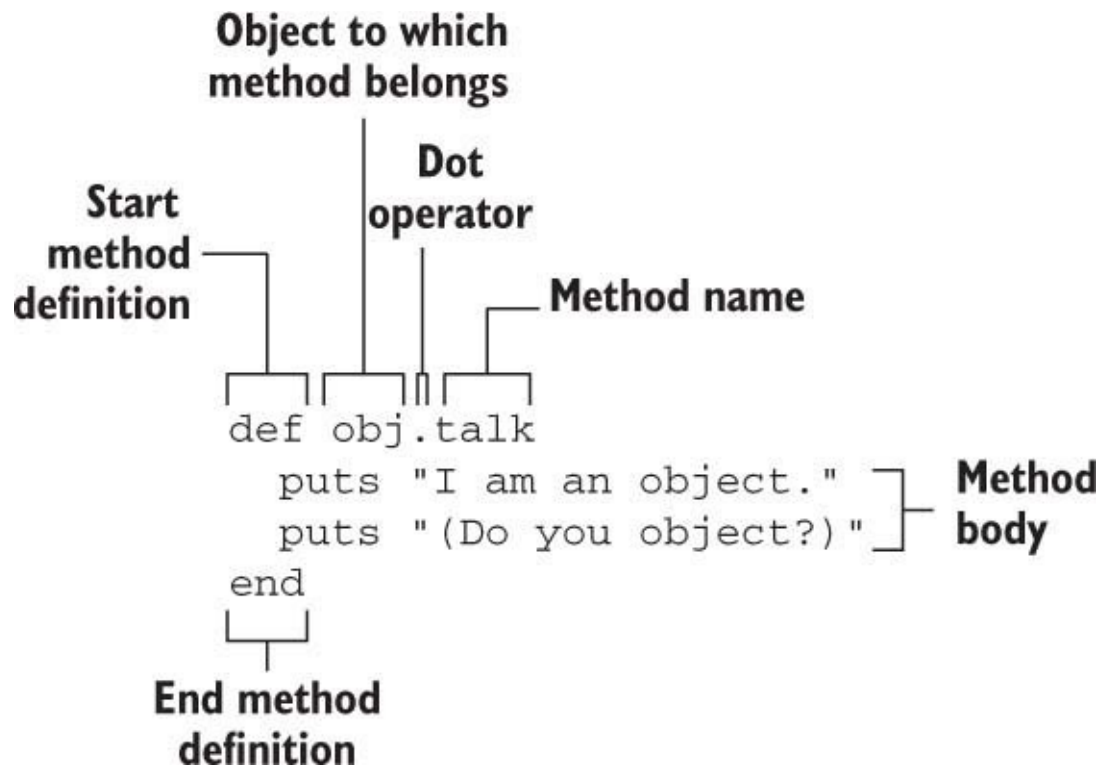 Object to which
method belongs
Dot
operator
Start
method
definition
Method name
def obj.talk
puts "I am an object."
puts "(Do you object?)"
end
Method
body
End method
definition